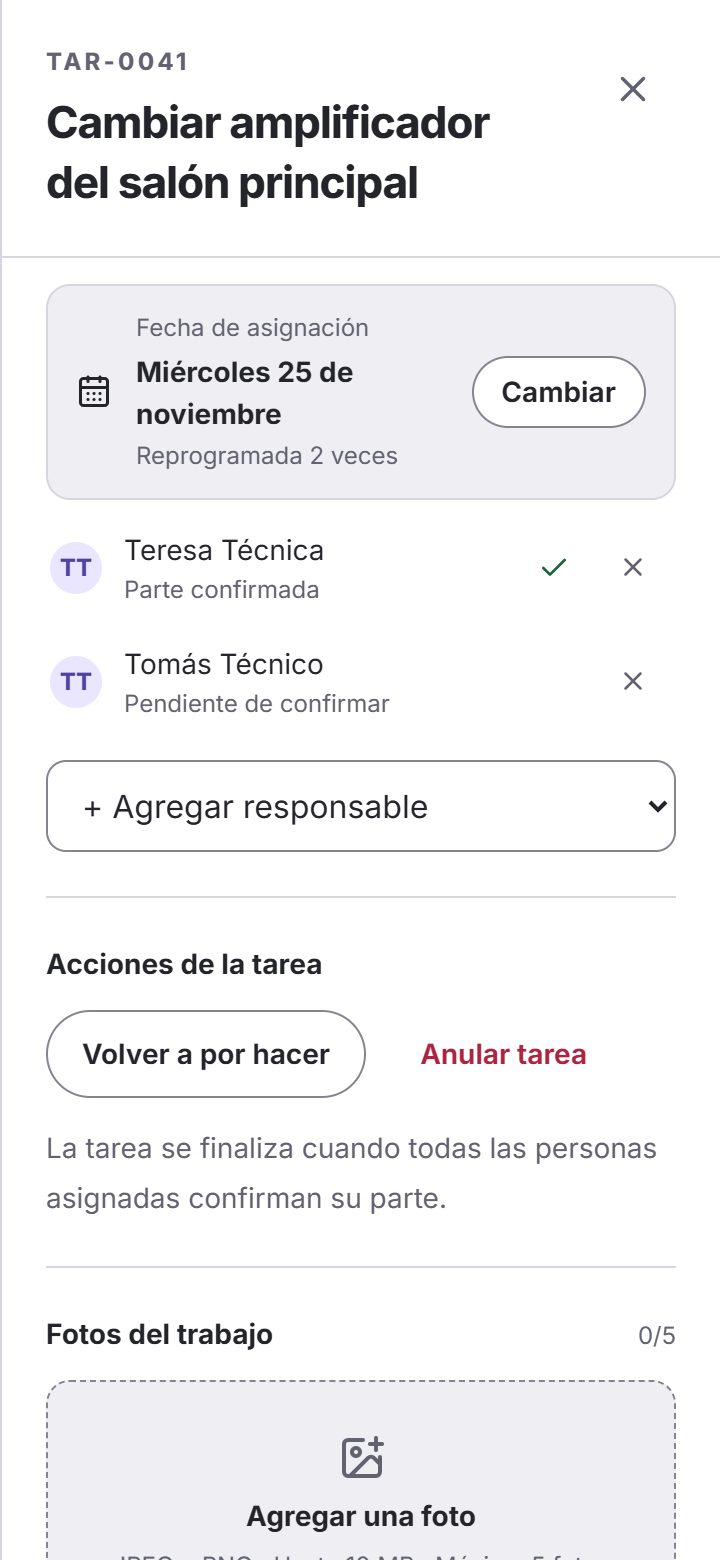 TAR-0041
Cambiar amplificador
del salón principal
Fecha de asignación
Miércoles 25 de
noviembre
Reprogramada 2 veces
Cambiar
TT
Teresa Técnica
Parte confirmada
TT
Tomás Técnico
Pendiente de confirmar
+ Agregar responsable
Acciones de la tarea
Volver a por hacer
Anular tarea
La tarea se finaliza cuando todas las personas
asignadas confirman su parte.
Fotos del trabajo
0/5
Agregar una foto